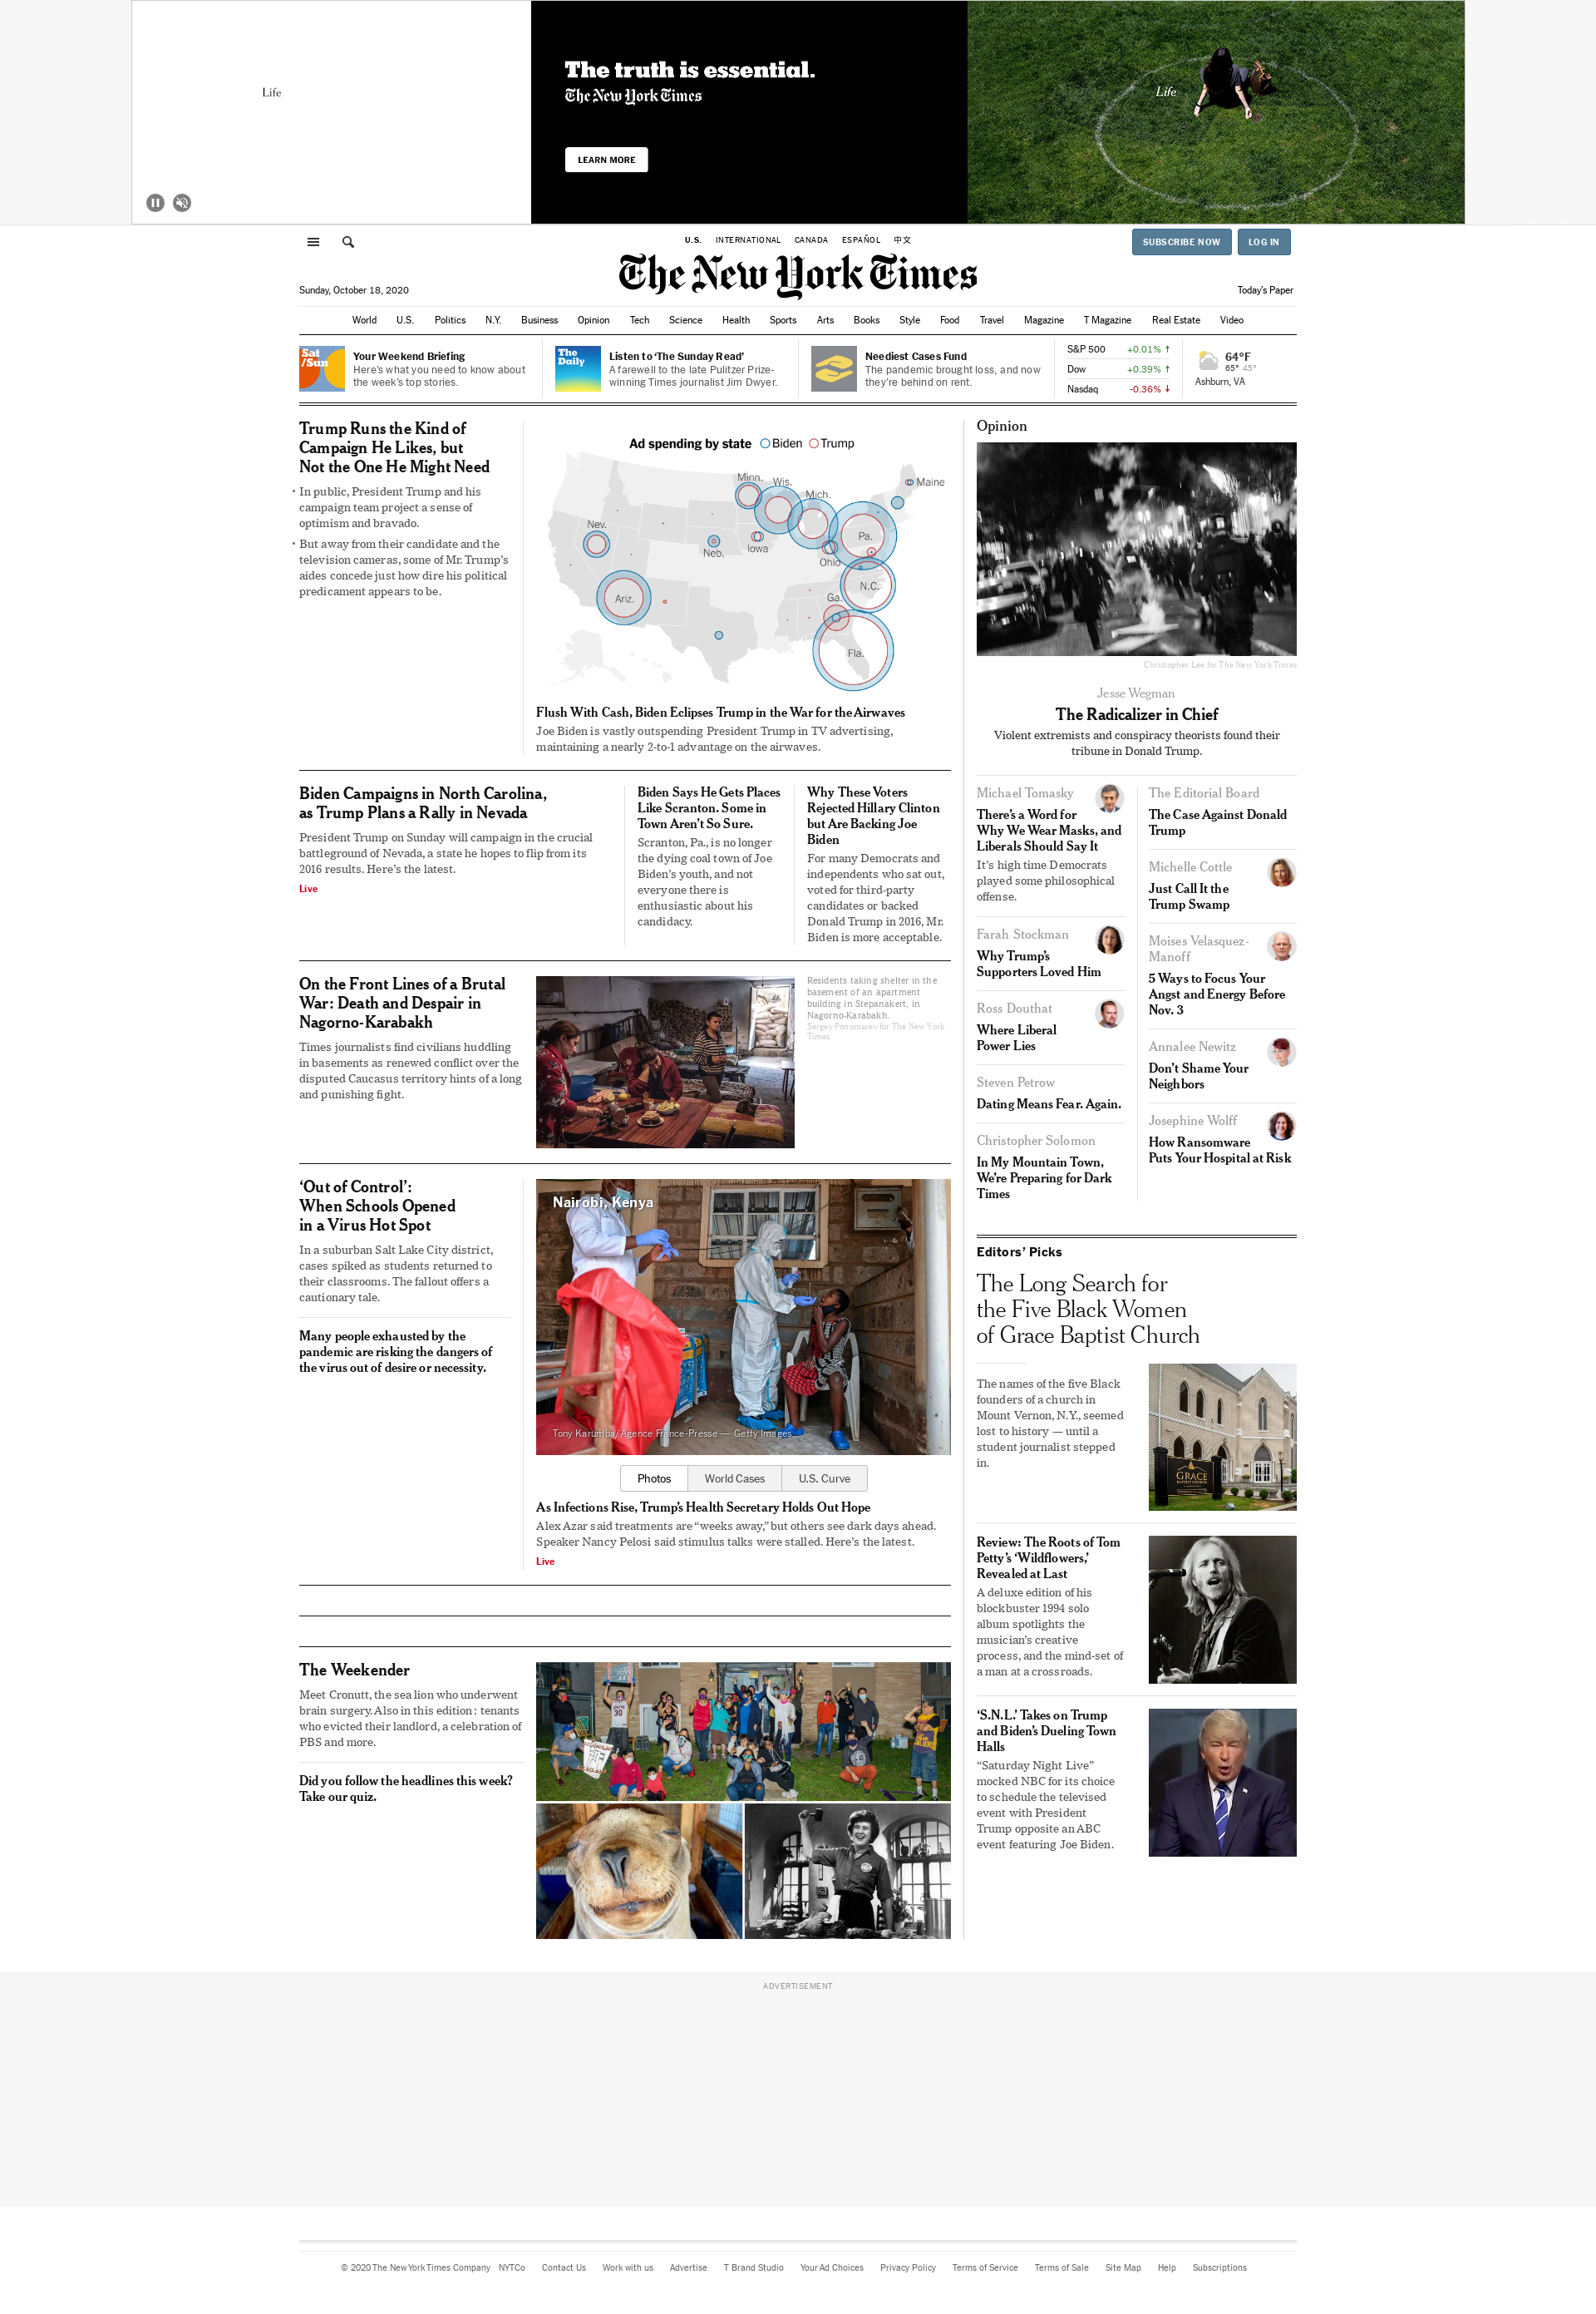 Life
The truth is essential.
The New York Times
LEARN MORE
Life
U.S. INTERNATIONAL CANADA ESPAÑOL 中文
SUBSCRIBE NOW LOG IN
The New York Times
Sunday, October 18, 2020
Today's Paper
World U.S. Politics N.Y. Business Opinion Tech Science Health Sports Arts Books Style Food Travel Magazine T Magazine Real Estate Video
Sat/Sun
Your Weekend Briefing
Here's what you need to know about
the week's top stories.
The Daily
Listen to ‘The Sunday Read’
A farewell to the late Pulitzer Prize-
winning Times journalist Jim Dwyer.
Neediest Cases Fund
The pandemic brought loss, and now
they're behind on rent.
S&P 500 +0.01% ↑
Dow +0.39% ↑
Nasdaq -0.36% ↓
64°F
65° 45°
Ashburn, VA
Trump Runs the Kind of
Campaign He Likes, but
Not the One He Might Need
• In public, President Trump and his
campaign team project a sense of
optimism and bravado.
• But away from their candidate and the
television cameras, some of Mr. Trump’s
aides concede just how dire his political
predicament appears to be.
Ad spending by state Biden Trump
Minn.
Wis.
Mich.
Maine
Nev.
Neb.
Iowa
Pa.
Ohio
N.C.
Ariz.
Ga.
Fla.
Flush With Cash, Biden Eclipses Trump in the War for the Airwaves
Joe Biden is vastly outspending President Trump in TV advertising,
maintaining a nearly 2-to-1 advantage on the airwaves.
Biden Campaigns in North Carolina,
as Trump Plans a Rally in Nevada
President Trump on Sunday will campaign in the crucial
battleground of Nevada, a state he hopes to flip from its
2016 results. Here’s the latest.
Live
Biden Says He Gets Places
Like Scranton. Some in
Town Aren’t So Sure.
Scranton, Pa., is no longer
the dying coal town of Joe
Biden’s youth, and not
everyone there is
enthusiastic about his
candidacy.
Why These Voters
Rejected Hillary Clinton
but Are Backing Joe
Biden
For many Democrats and
independents who sat out,
voted for third-party
candidates or backed
Donald Trump in 2016, Mr.
Biden is more acceptable.
On the Front Lines of a Brutal
War: Death and Despair in
Nagorno-Karabakh
Times journalists find civilians huddling
in basements as renewed conflict over the
disputed Caucasus territory hints of a long
and punishing fight.
Residents taking shelter in the
basement of an apartment
building in Stepanakert, in
Nagorno-Karabakh.
Sergey Ponomarev for The New York
Times
‘Out of Control’:
When Schools Opened
in a Virus Hot Spot
In a suburban Salt Lake City district,
cases spiked as students returned to
their classrooms. The fallout offers a
cautionary tale.
Many people exhausted by the
pandemic are risking the dangers of
the virus out of desire or necessity.
Nairobi, Kenya
Tony Karumba/Agence France-Presse — Getty Images
Photos World Cases U.S. Curve
As Infections Rise, Trump’s Health Secretary Holds Out Hope
Alex Azar said treatments are “weeks away,” but others see dark days ahead.
Speaker Nancy Pelosi said stimulus talks were stalled. Here’s the latest.
Live
The Weekender
Meet Cronutt, the sea lion who underwent
brain surgery. Also in this edition: tenants
who evicted their landlord, a celebration of
PBS and more.
Did you follow the headlines this week?
Take our quiz.
30
Opinion
Christopher Lee for The New York Times
Jesse Wegman
The Radicalizer in Chief
Violent extremists and conspiracy theorists found their
tribune in Donald Trump.
Michael Tomasky
There’s a Word for
Why We Wear Masks, and
Liberals Should Say It
It’s high time Democrats
played some philosophical
offense.
Farah Stockman
Why Trump’s
Supporters Loved Him
Ross Douthat
Where Liberal
Power Lies
Steven Petrow
Dating Means Fear. Again.
Christopher Solomon
In My Mountain Town,
We’re Preparing for Dark
Times
The Editorial Board
The Case Against Donald
Trump
Michelle Cottle
Just Call It the
Trump Swamp
Moises Velasquez-
Manoff
5 Ways to Focus Your
Angst and Energy Before
Nov. 3
Annalee Newitz
Don’t Shame Your
Neighbors
Josephine Wolff
How Ransomware
Puts Your Hospital at Risk
Editors’ Picks
The Long Search for
the Five Black Women
of Grace Baptist Church
The names of the five Black
founders of a church in
Mount Vernon, N.Y., seemed
lost to history — until a
student journalist stepped
in.
GRACE
Review: The Roots of Tom
Petty’s ‘Wildflowers,’
Revealed at Last
A deluxe edition of his
blockbuster 1994 solo
album spotlights the
musician’s creative
process, and the mind-set of
a man at a crossroads.
‘S.N.L.’ Takes on Trump
and Biden’s Dueling Town
Halls
“Saturday Night Live”
mocked NBC for its choice
to schedule the televised
event with President
Trump opposite an ABC
event featuring Joe Biden.
ADVERTISEMENT
© 2020 The New York Times Company NYTCo Contact Us Work with us Advertise T Brand Studio Your Ad Choices Privacy Policy Terms of Service Terms of Sale Site Map Help Subscriptions